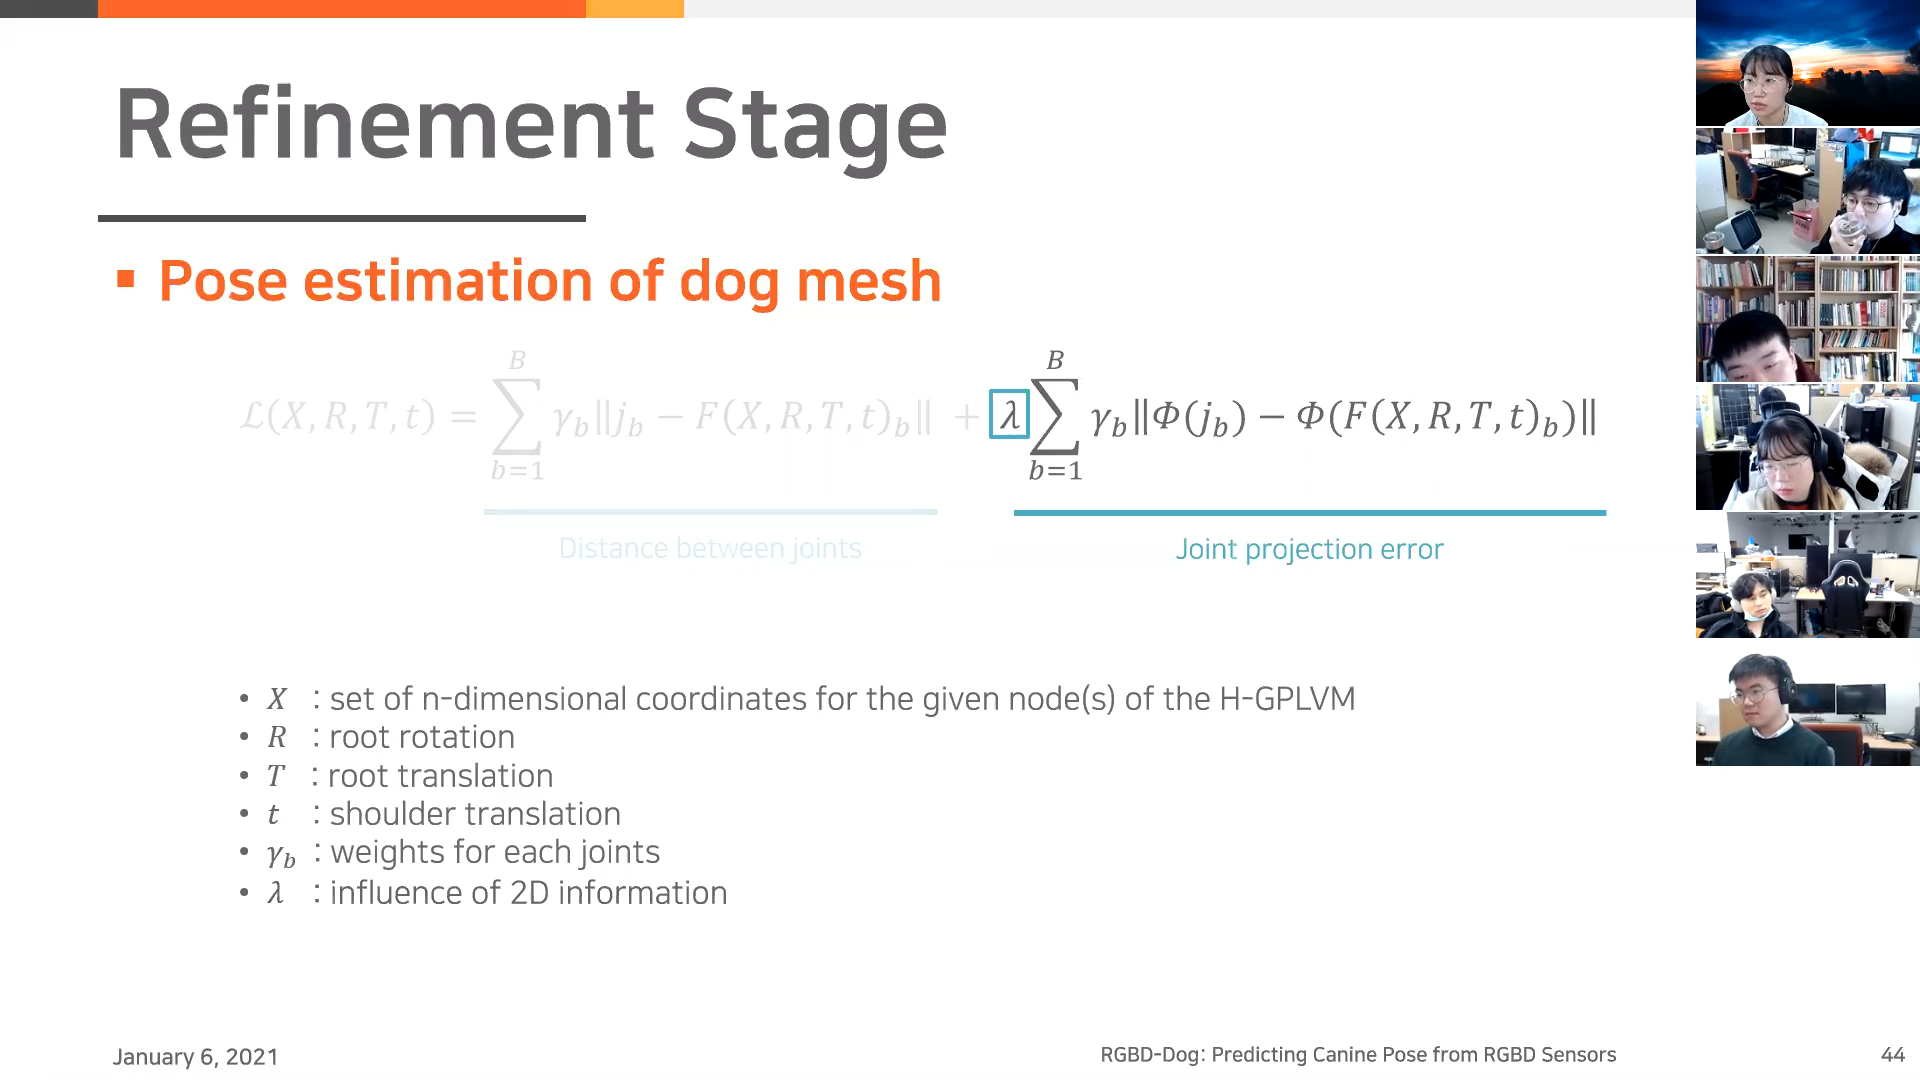 Refinement Stage
▪ Pose estimation of dog mesh
ℒ(X, R, T, t) = ∑_{b=1}^{B} γ_b‖j_b − F(X, R, T, t)_b‖ + λ∑_{b=1}^{B} γ_b‖Φ(j_b) − Φ(F(X, R, T, t)_b)‖
Distance between joints
Joint projection error
• X : set of n-dimensional coordinates for the given node(s) of the H-GPLVM
• R : root rotation
• T : root translation
• t : shoulder translation
• γ_b : weights for each joints
• λ : influence of 2D information
January 6, 2021
RGBD-Dog: Predicting Canine Pose from RGBD Sensors
44